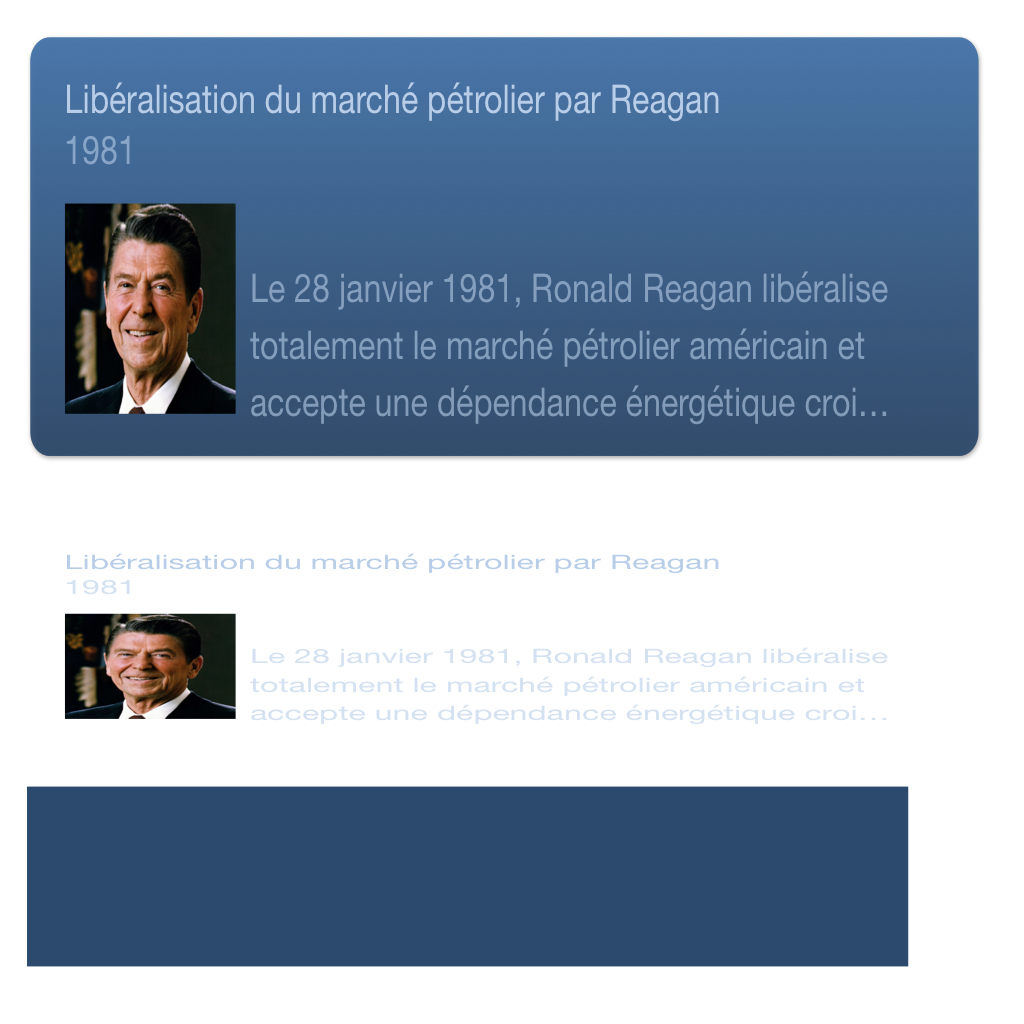 Libéralisation du marché pétrolier par Reagan
1981
Le 28 janvier 1981, Ronald Reagan libéralise
totalement le marché pétrolier américain et
accepte une dépendance énergétique croi…
Libéralisation du marché pétrolier par Reagan
1981
Le 28 janvier 1981, Ronald Reagan libéralise
totalement le marché pétrolier américain et
accepte une dépendance énergétique croi…